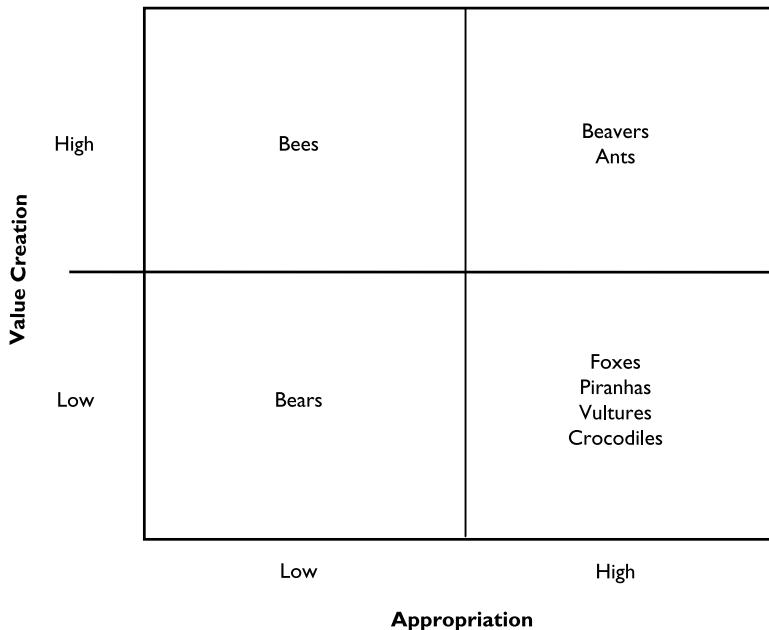 High
Bees
Beavers
Ants
Value Creation
Low
Bears
Foxes
Piranhas
Vultures
Crocodiles
Low
High
Appropriation